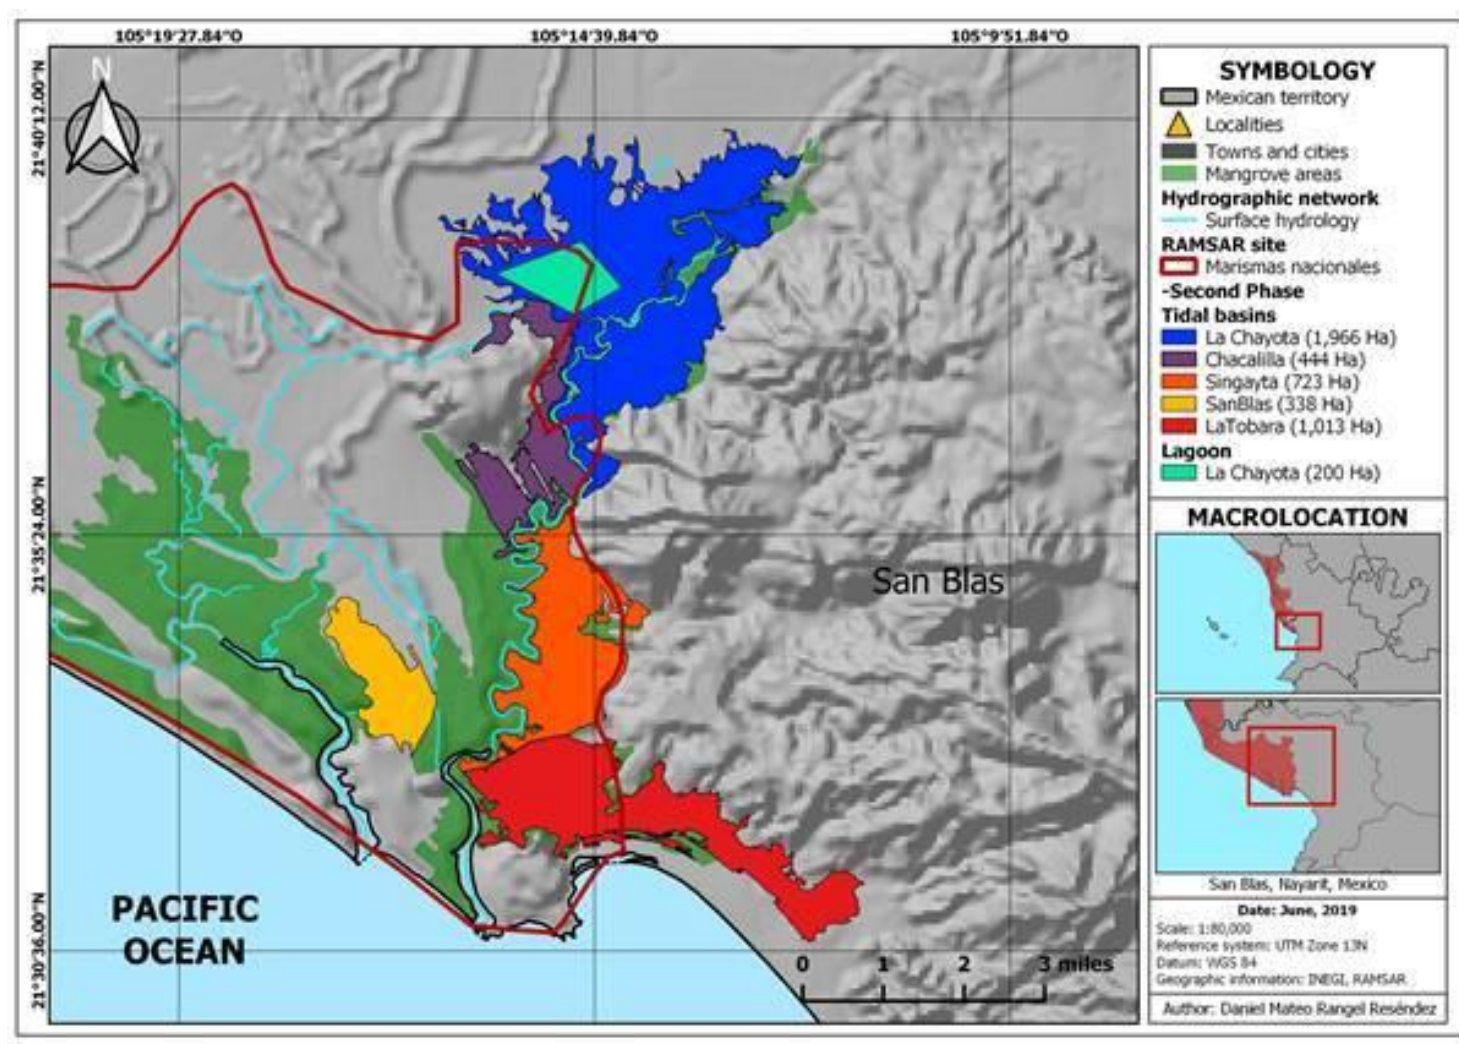 105°19'27.84"O
105°14'39.84"O
105°9'51.84"O
21°40'12.00"N
21°35'24.00"N
21°30'36.00"N
N
San Blas
PACIFIC
OCEAN
0 1 2 3 miles
SYMBOLOGY
Mexican territory
Localities
Towns and cities
Mangrove areas
Hydrographic network
Surface hydrology
RAMSAR site
Marismas nacionales
-Second Phase
Tidal basins
La Chayota (1,966 Ha)
Chacalilla (444 Ha)
Singayta (723 Ha)
SanBlas (338 Ha)
LaTobara (1,013 Ha)
Lagoon
La Chayota (200 Ha)
MACROLOCATION
San Blas, Nayarit, Mexico
Date: June, 2019
Scale: 1:80,000
Reference system: UTM Zone 13N
Datum: WGS 84
Geographic information: INEGI, RAMSAR
Author: Daniel Mateo Rangel Reséndez